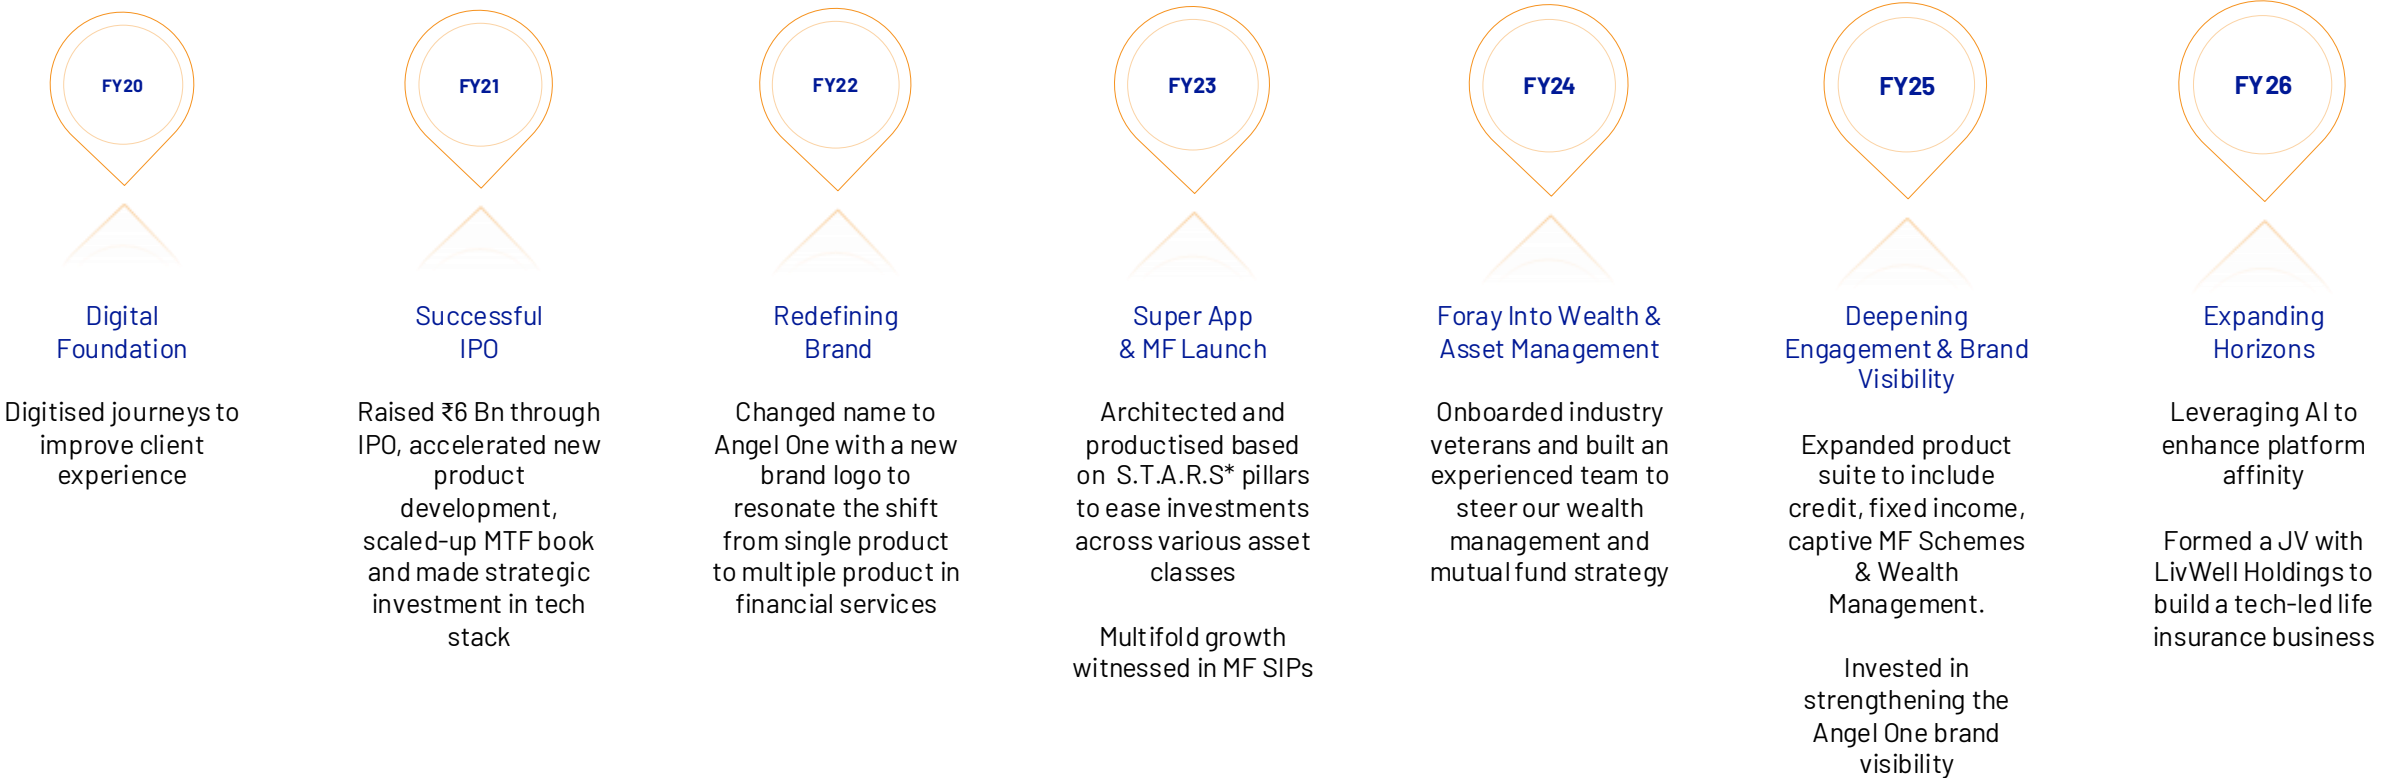 FY20
Digital
Foundation
Digitised journeys to
improve client
experience
FY21
Successful
IPO
Raised ₹6 Bn through
IPO, accelerated new
product
development,
scaled-up MTF book
and made strategic
investment in tech
stack
FY22
Redefining
Brand
Changed name to
Angel One with a new
brand logo to
resonate the shift
from single product
to multiple product in
financial services
FY23
Super App
& MF Launch
Architected and
productised based
on S.T.A.R.S* pillars
to ease investments
across various asset
classes
Multifold growth
witnessed in MF SIPs
FY24
Foray Into Wealth &
Asset Management
Onboarded industry
veterans and built an
experienced team to
steer our wealth
management and
mutual fund strategy
FY25
Deepening
Engagement & Brand
Visibility
Expanded product
suite to include
credit, fixed income,
captive MF Schemes
& Wealth
Management.
Invested in
strengthening the
Angel One brand
visibility
FY26
Expanding
Horizons
Leveraging AI to
enhance platform
affinity
Formed a JV with
LivWell Holdings to
build a tech-led life
insurance business